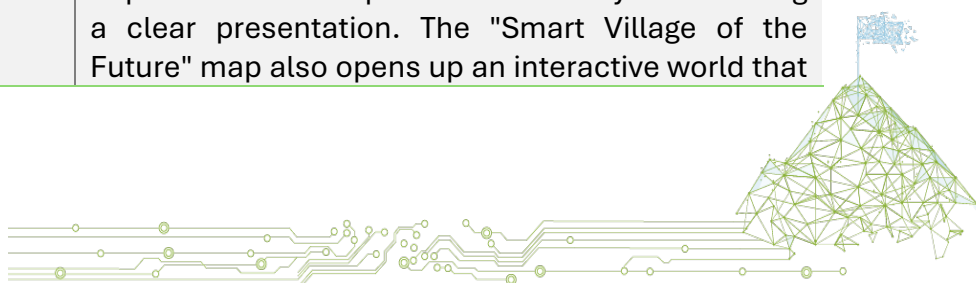 a clear presentation. The "Smart Village of the
Future" map also opens up an interactive world that